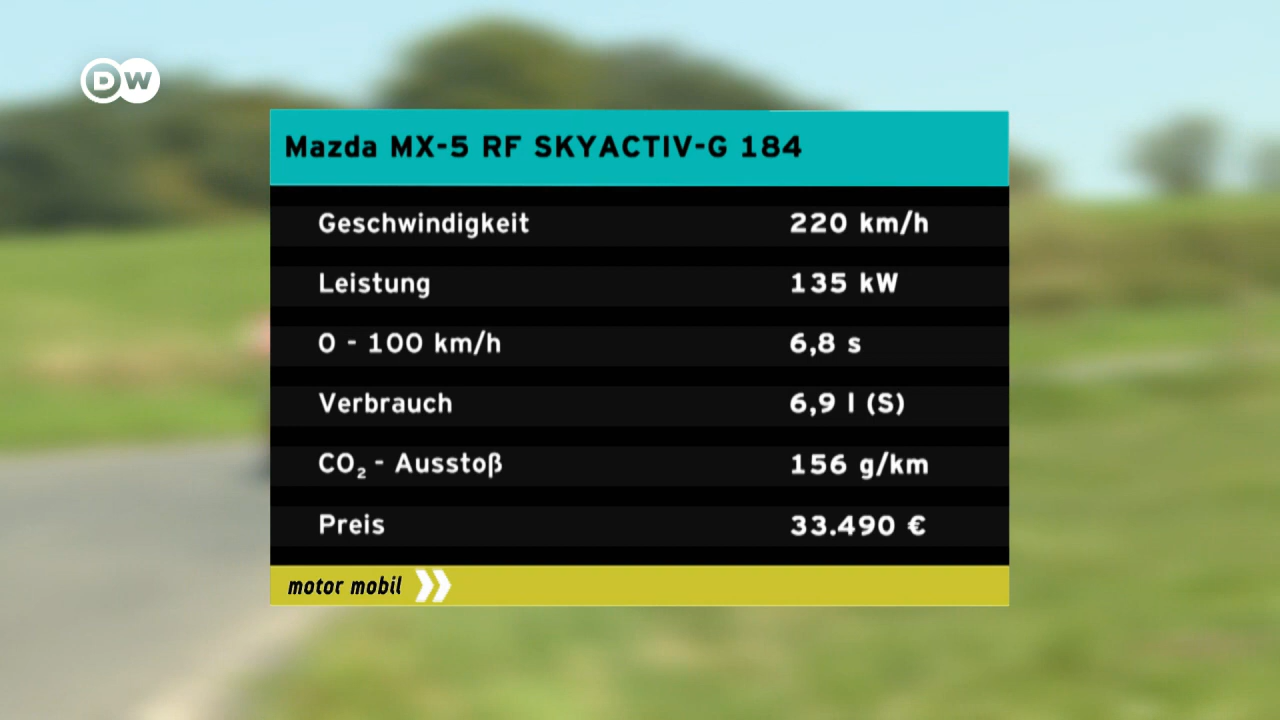 DW
Mazda MX-5 RF SKYACTIV-G 184
Geschwindigkeit 220 km/h
Leistung 135 kW
0 - 100 km/h 6,8 s
Verbrauch 6,9 l (S)
CO₂ - Ausstoß 156 g/km
Preis 33.490 €
motor mobil